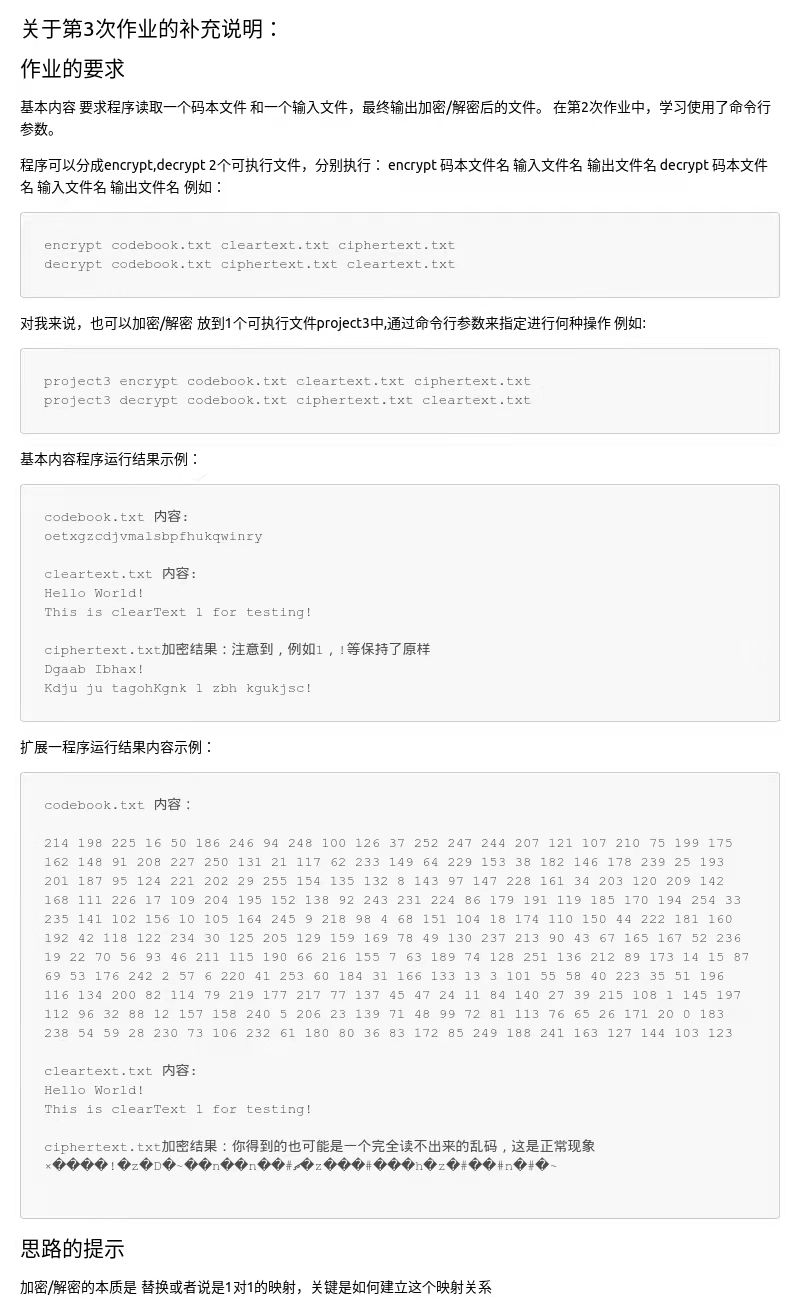 关于第3次作业的补充说明：
作业的要求
基本内容 要求程序读取一个码本文件 和一个输入文件，最终输出加密/解密后的文件。 在第2次作业中，学习使用了命令行
参数。
程序可以分成encrypt,decrypt 2个可执行文件，分别执行： encrypt 码本文件名 输入文件名 输出文件名 decrypt 码本文件
名 输入文件名 输出文件名 例如：
encrypt codebook.txt cleartext.txt ciphertext.txt
decrypt codebook.txt ciphertext.txt cleartext.txt
对我来说，也可以加密/解密 放到1个可执行文件project3中,通过命令行参数来指定进行何种操作 例如:
project3 encrypt codebook.txt cleartext.txt ciphertext.txt
project3 decrypt codebook.txt ciphertext.txt cleartext.txt
基本内容程序运行结果示例：
codebook.txt 内容:
oetxgzcdjvmalsbpfhukqwinry
cleartext.txt 内容:
Hello World!
This is clearText 1 for testing!
ciphertext.txt加密结果：注意到，例如1，!等保持了原样
Dgaab Ibhax!
Kdju ju tagohKgnk 1 zbh kgukjsc!
扩展一程序运行结果内容示例：
codebook.txt 内容：
214 198 225 16 50 186 246 94 248 100 126 37 252 247 244 207 121 107 210 75 199 175
162 148 91 208 227 250 131 21 117 62 233 149 64 229 153 38 182 146 178 239 25 193
201 187 95 124 221 202 29 255 154 135 132 8 143 97 147 228 161 34 203 120 209 142
168 111 226 17 109 204 195 152 138 92 243 231 224 86 179 191 119 185 170 194 254 33
235 141 102 156 10 105 164 245 9 218 98 4 68 151 104 18 174 110 150 44 222 181 160
192 42 118 122 234 30 125 205 129 159 169 78 49 130 237 213 90 43 67 165 167 52 236
19 22 70 56 93 46 211 115 190 66 216 155 7 63 189 74 128 251 136 212 89 173 14 15 87
69 53 176 242 2 57 6 220 41 253 60 184 31 166 133 13 3 101 55 58 40 223 35 51 196
116 134 200 82 114 79 219 177 217 77 137 45 47 24 11 84 140 27 39 215 108 1 145 197
112 96 32 88 12 157 158 240 5 206 23 139 71 48 99 72 81 113 76 65 26 171 20 0 183
238 54 59 28 230 73 106 232 61 180 80 36 83 172 85 249 188 241 163 127 144 103 123
cleartext.txt 内容:
Hello World!
This is clearText 1 for testing!
ciphertext.txt加密结果：你得到的也可能是一个完全读不出来的乱码，这是正常现象
×����!�z�D�~��n��n��#�z���#���h�z�#��#n�#�~
思路的提示
加密/解密的本质是 替换或者说是1对1的映射，关键是如何建立这个映射关系